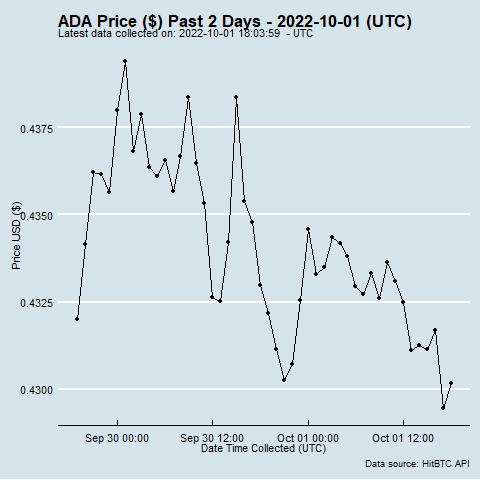 ADA Price ($) Past 2 Days - 2022-10-01 (UTC)
Latest data collected on: 2022-10-01 18:03:59 - UTC
Price USD ($)
0.4375
0.4350
0.4325
0.4300
Sep 30 00:00 Sep 30 12:00 Oct 01 00:00 Oct 01 12:00
Date Time Collected (UTC)
Data source: HitBTC API